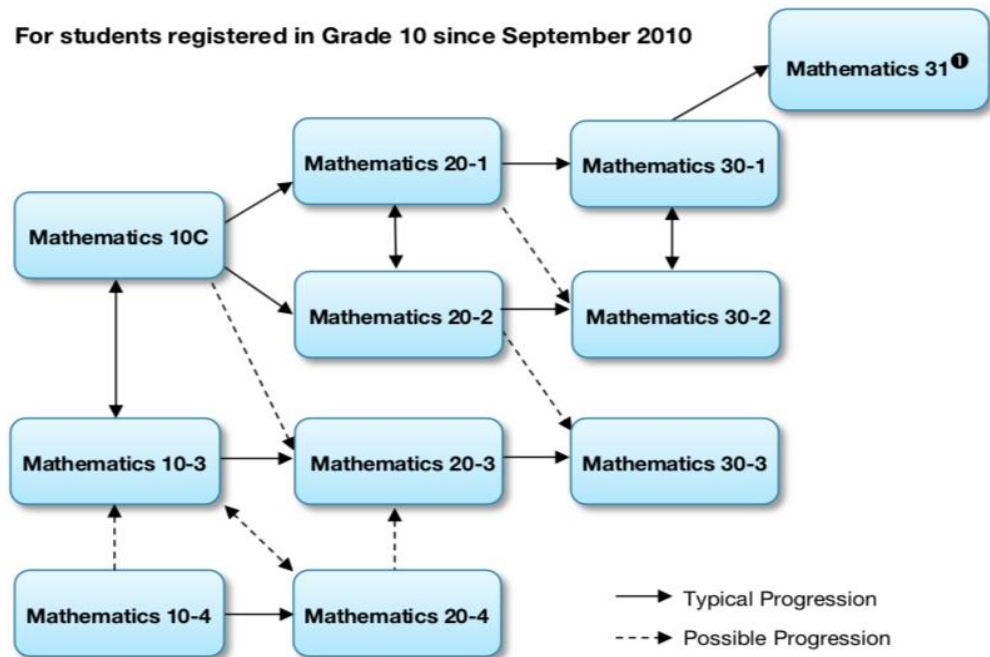 For students registered in Grade 10 since September 2010
Mathematics 31❶
Mathematics 20-1
Mathematics 30-1
Mathematics 10C
Mathematics 20-2
Mathematics 30-2
Mathematics 10-3
Mathematics 20-3
Mathematics 30-3
Mathematics 10-4
Mathematics 20-4
Typical Progression
Possible Progression